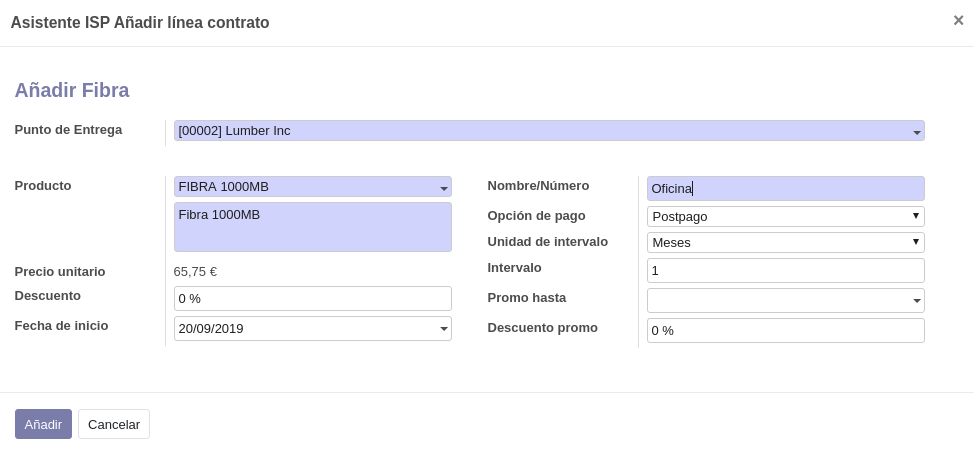 Asistente ISP Añadir línea contrato
×
Añadir Fibra
Punto de Entrega
[00002] Lumber Inc
Producto
FIBRA 1000MB
Fibra 1000MB
Precio unitario
65,75 €
Descuento
0 %
Fecha de inicio
20/09/2019
Nombre/Número
Oficina
Opción de pago
Postpago
Unidad de intervalo
Meses
Intervalo
1
Promo hasta
Descuento promo
0 %
Añadir
Cancelar